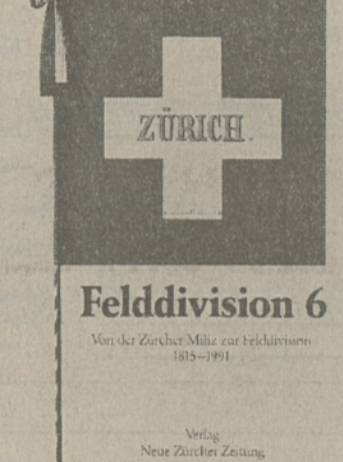 ZÜRICH
Felddivision 6
Von der Zürcher Miliz zur Felddivision
1815–1991
Verlag
Neue Zürcher Zeitung